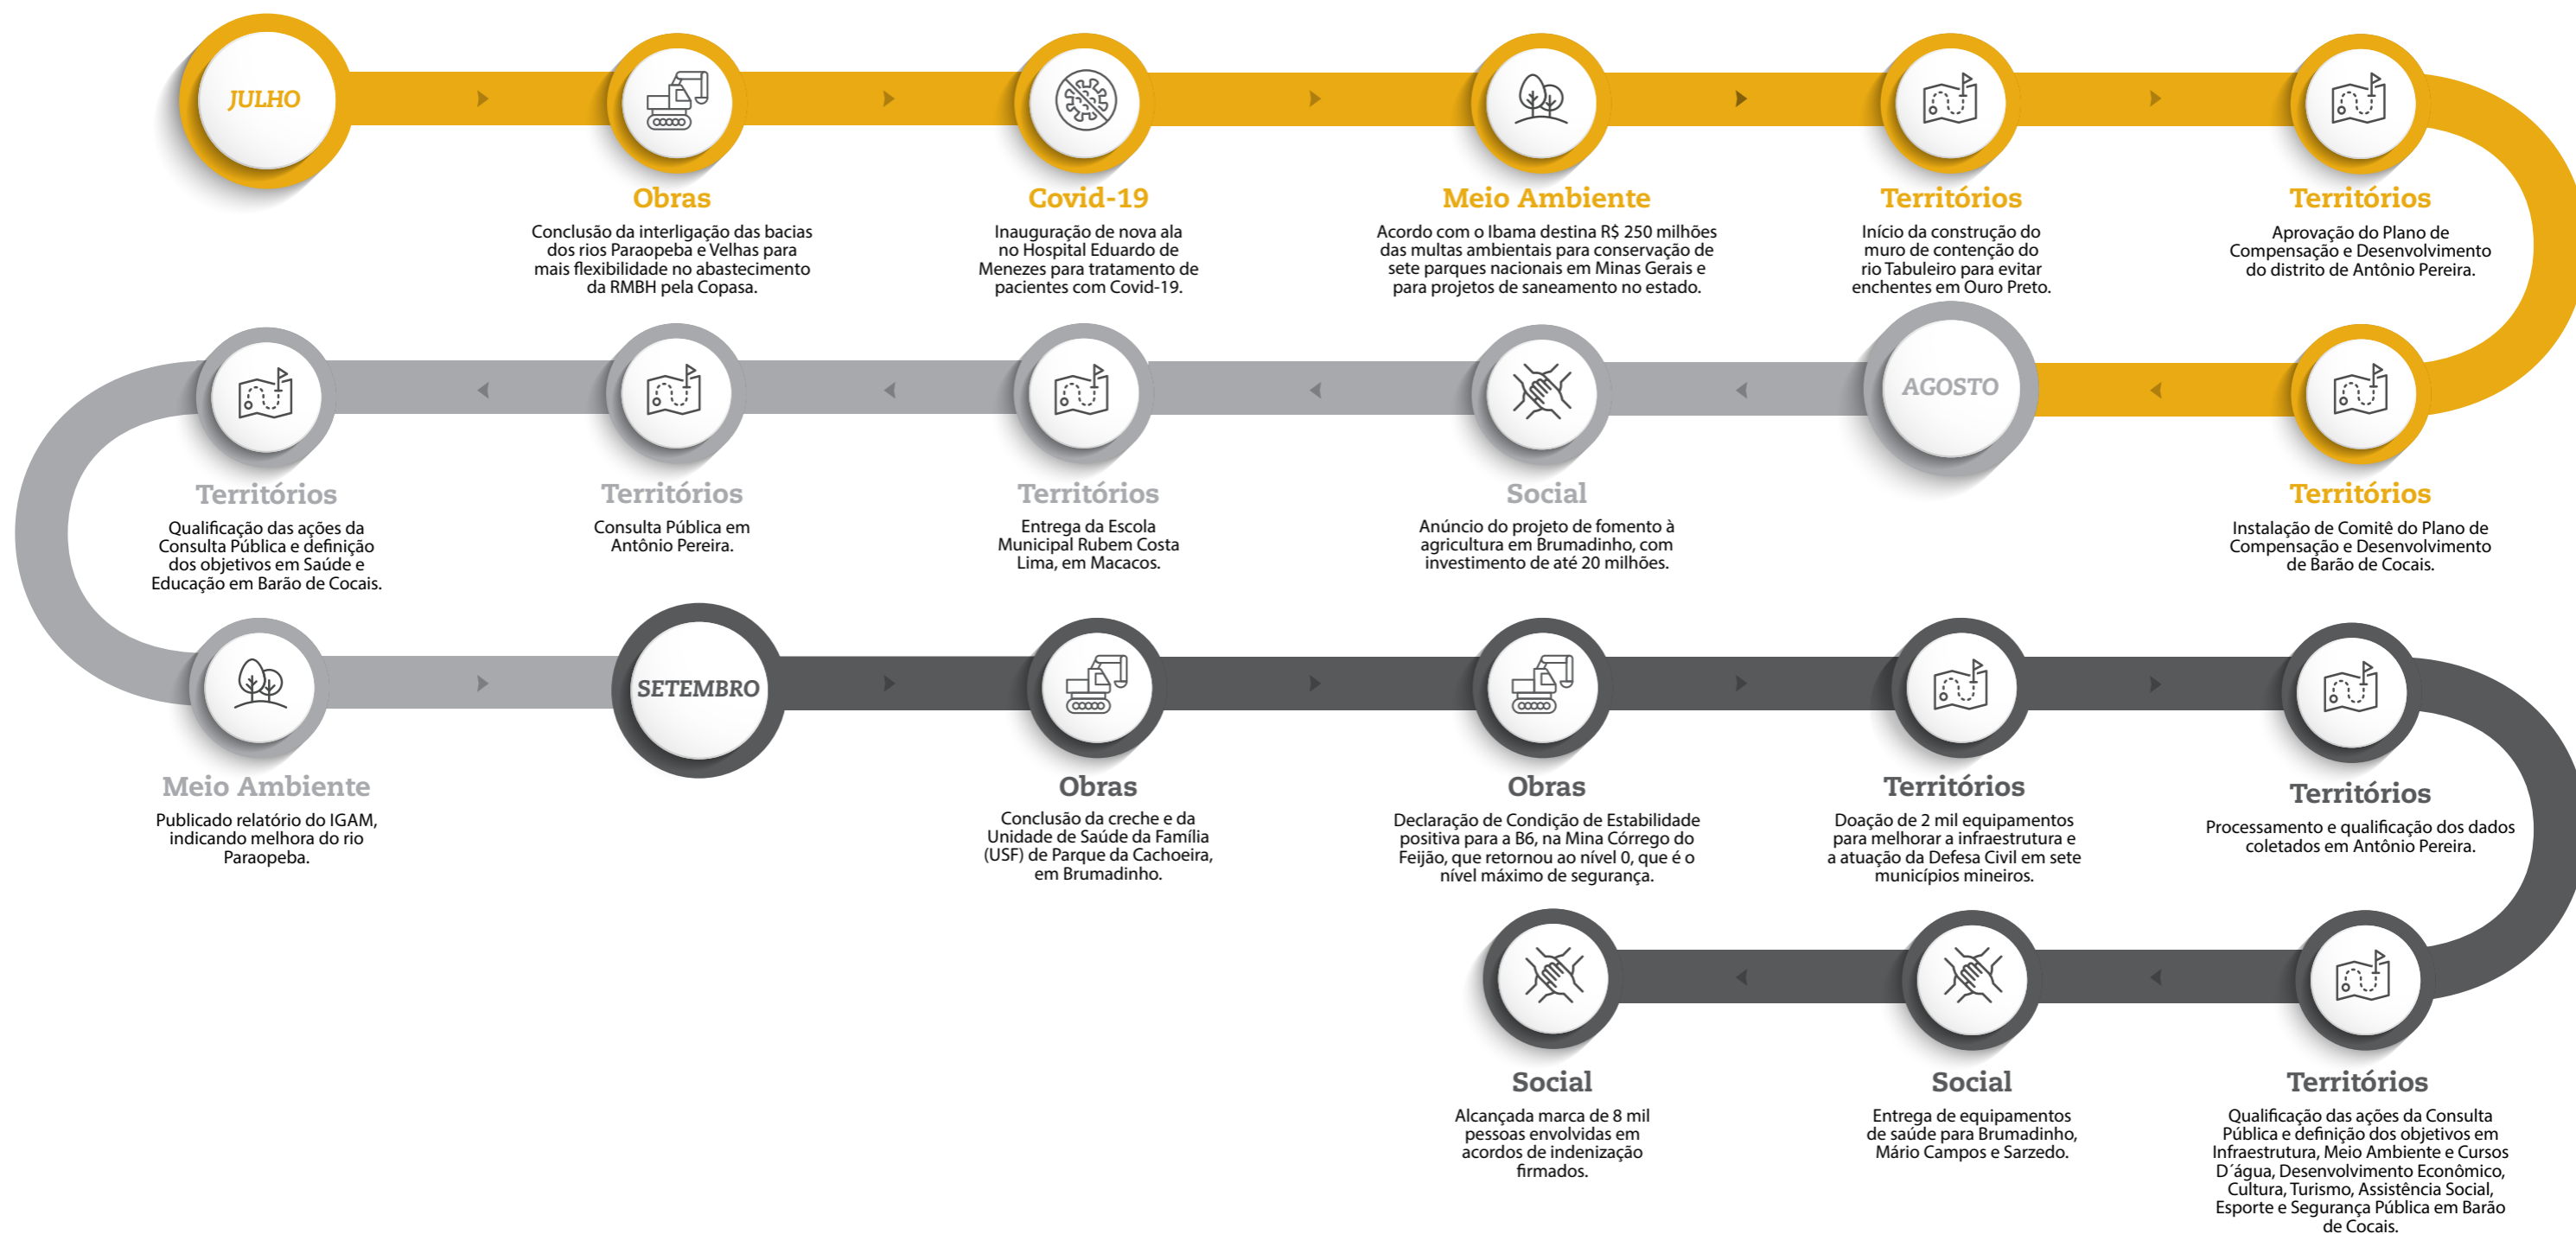 JULHO
Obras
Conclusão da interligação das bacias
dos rios Paraopeba e Velhas para
mais flexibilidade no abastecimento
da RMBH pela Copasa.
Covid-19
Inauguração de nova ala
no Hospital Eduardo de
Menezes para tratamento de
pacientes com Covid-19.
Meio Ambiente
Acordo com o Ibama destina R$ 250 milhões
das multas ambientais para conservação de
sete parques nacionais em Minas Gerais e
para projetos de saneamento no estado.
Territórios
Início da construção do
muro de contenção do
rio Tabuleiro para evitar
enchentes em Ouro Preto.
Territórios
Aprovação do Plano de
Compensação e Desenvolvimento
do distrito de Antônio Pereira.
Territórios
Instalação de Comitê do Plano de
Compensação e Desenvolvimento
de Barão de Cocais.
AGOSTO
Social
Anúncio do projeto de fomento à
agricultura em Brumadinho, com
investimento de até 20 milhões.
Territórios
Entrega da Escola
Municipal Rubem Costa
Lima, em Macacos.
Territórios
Consulta Pública em
Antônio Pereira.
Territórios
Qualificação das ações da
Consulta Pública e definição
dos objetivos em Saúde e
Educação em Barão de Cocais.
Meio Ambiente
Publicado relatório do IGAM,
indicando melhora do rio
Paraopeba.
SETEMBRO
Obras
Conclusão da creche e da
Unidade de Saúde da Família
(USF) de Parque da Cachoeira,
em Brumadinho.
Obras
Declaração de Condição de Estabilidade
positiva para a B6, na Mina Córrego do
Feijão, que retornou ao nível 0, que é o
nível máximo de segurança.
Territórios
Doação de 2 mil equipamentos
para melhorar a infraestrutura e
a atuação da Defesa Civil em sete
municípios mineiros.
Territórios
Processamento e qualificação dos dados
coletados em Antônio Pereira.
Territórios
Qualificação das ações da Consulta
Pública e definição dos objetivos em
Infraestrutura, Meio Ambiente e Cursos
D´água, Desenvolvimento Econômico,
Cultura, Turismo, Assistência Social,
Esporte e Segurança Pública em Barão
de Cocais.
Social
Entrega de equipamentos
de saúde para Brumadinho,
Mário Campos e Sarzedo.
Social
Alcançada marca de 8 mil
pessoas envolvidas em
acordos de indenização
firmados.